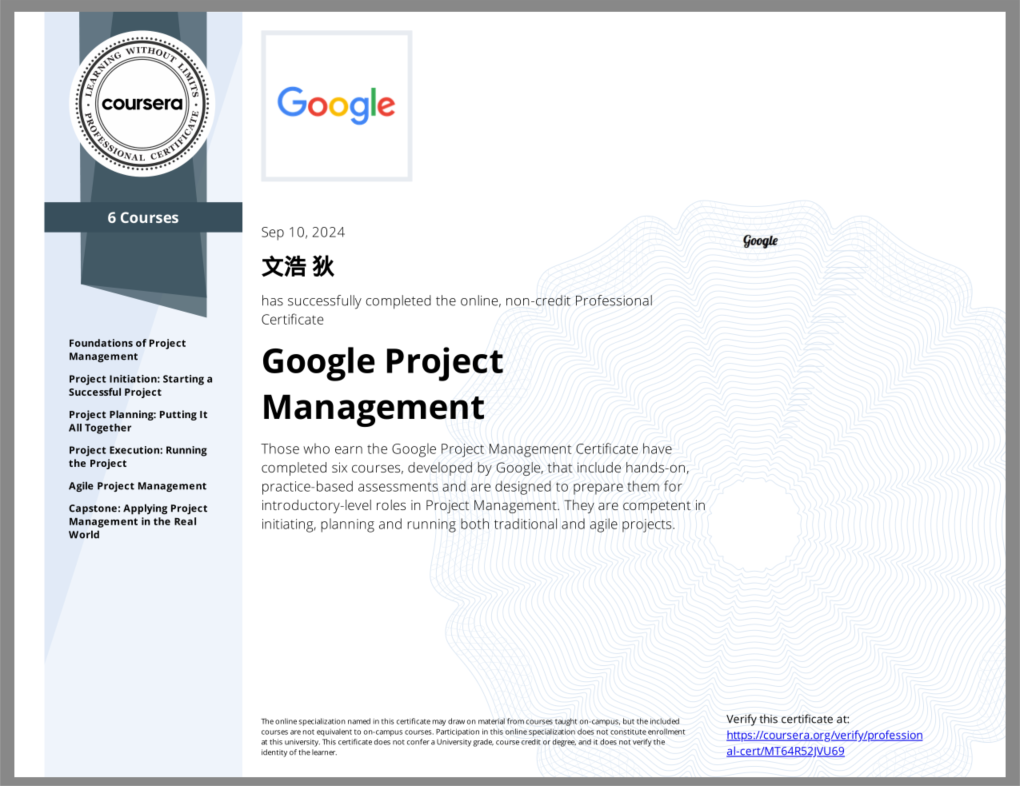 LEARNING WITHOUT LIMITS
coursera
PROFESSIONAL CERTIFICATE
6 Courses
Foundations of Project
Management
Project Initiation: Starting a
Successful Project
Project Planning: Putting It
All Together
Project Execution: Running
the Project
Agile Project Management
Capstone: Applying Project
Management in the Real
World
Google
Sep 10, 2024
文浩 狄
has successfully completed the online, non-credit Professional
Certificate
Google Project
Management
Those who earn the Google Project Management Certificate have
completed six courses, developed by Google, that include hands-on,
practice-based assessments and are designed to prepare them for
introductory-level roles in Project Management. They are competent in
initiating, planning and running both traditional and agile projects.
Google
The online specialization named in this certificate may draw on material from courses taught on-campus, but the included
courses are not equivalent to on-campus courses. Participation in this online specialization does not constitute enrollment
at this university. This certificate does not confer a University grade, course credit or degree, and it does not verify the
identity of the learner.
Verify this certificate at:
https://coursera.org/verify/profession
al-cert/MT64R52JVU69